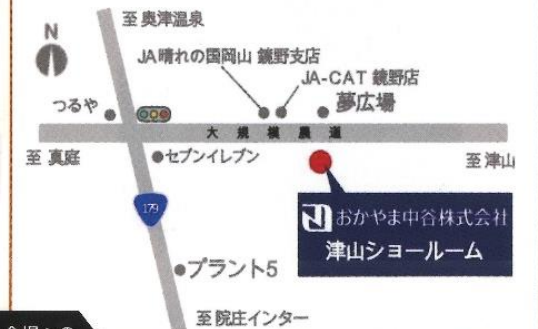 至 奥津温泉
N
JA晴れの国岡山 鏡野支店
JA-CAT 鏡野店
つるや
夢広場
大規模農道
至 真庭
セブンイレブン
至 津山
179
おかやま中谷株式会社
津山ショールーム
プラント5
至 院庄インター